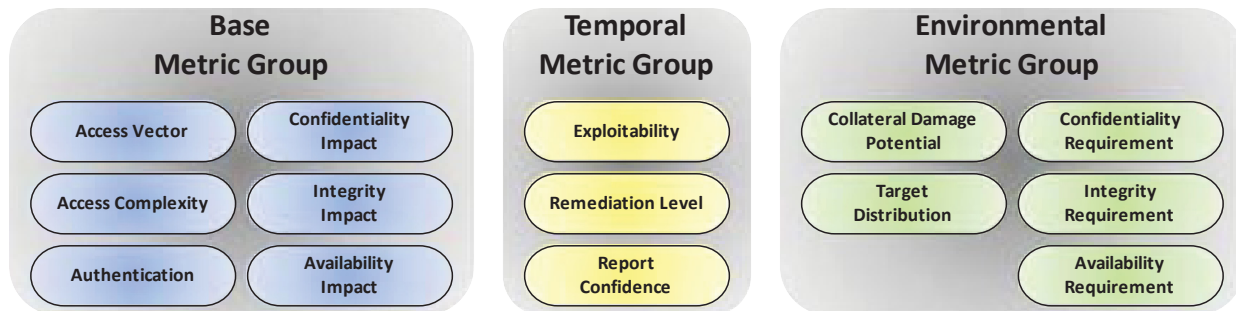 Base
Metric Group
Access Vector
Confidentiality
Impact
Access Complexity
Integrity
Impact
Authentication
Availability
Impact
Temporal
Metric Group
Exploitability
Remediation Level
Report
Confidence
Environmental
Metric Group
Collateral Damage
Potential
Confidentiality
Requirement
Target
Distribution
Integrity
Requirement
Availability
Requirement